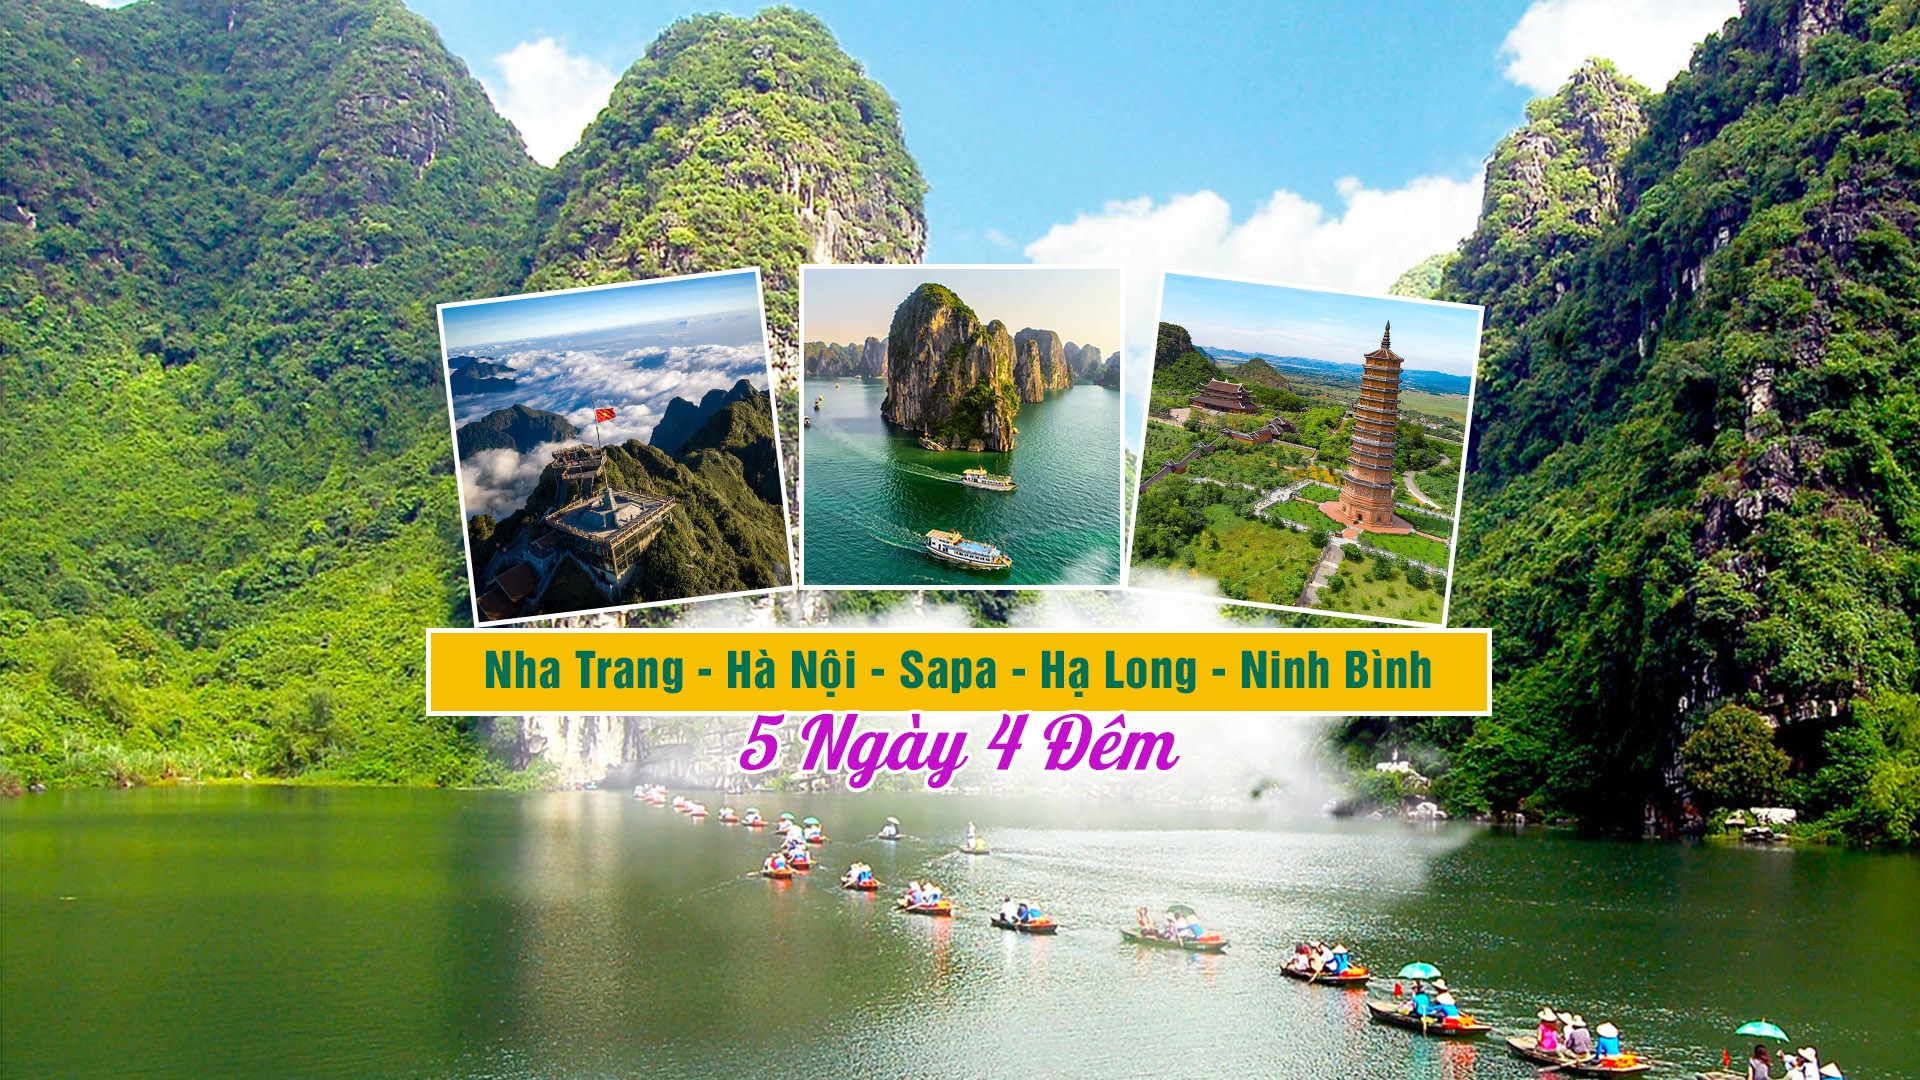 Nha Trang - Hà Nội - Sapa - Hạ Long - Ninh Bình
5 Ngày 4 Đêm